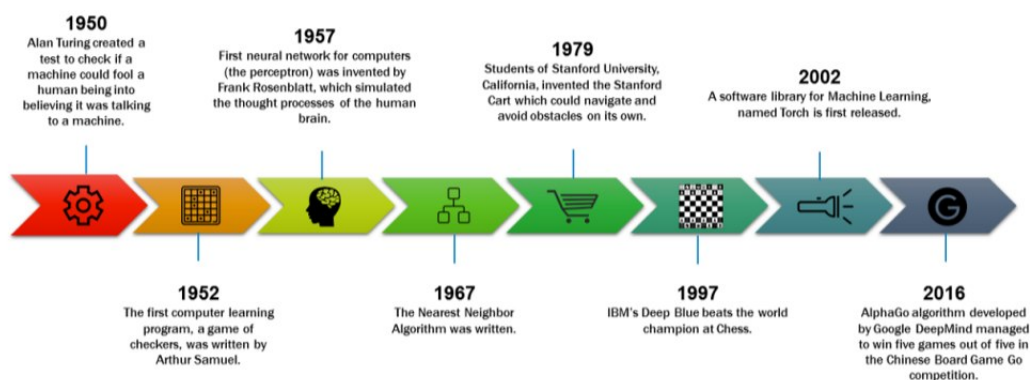 1950
Alan Turing created a
test to check if a
machine could fool a
human being into
believing it was talking
to a machine.
1952
The first computer learning
program, a game of
checkers, was written by
Arthur Samuel.
1957
First neural network for computers
(the perceptron) was invented by
Frank Rosenblatt, which simulated
the thought processes of the human
brain.
1967
The Nearest Neighbor
Algorithm was written.
1979
Students of Stanford University,
California, invented the Stanford
Cart which could navigate and
avoid obstacles on its own.
1997
IBM's Deep Blue beats the world
champion at Chess.
2002
A software library for Machine Learning,
named Torch is first released.
G
2016
AlphaGo algorithm developed
by Google DeepMind managed
to win five games out of five in
the Chinese Board Game Go
competition.